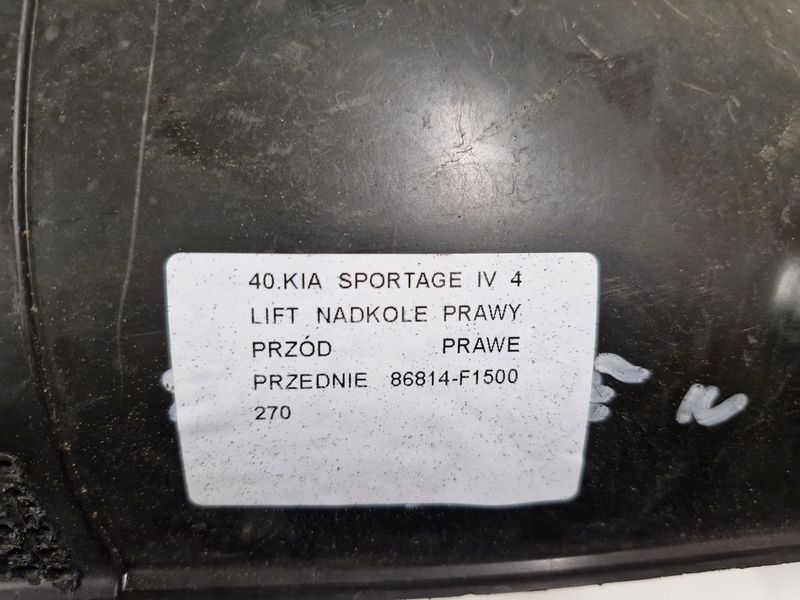 40.KIA SPORTAGE IV 4
LIFT NADKOLE PRAWY
PRZÓD PRAWE
PRZEDNIE 86814-F1500
270